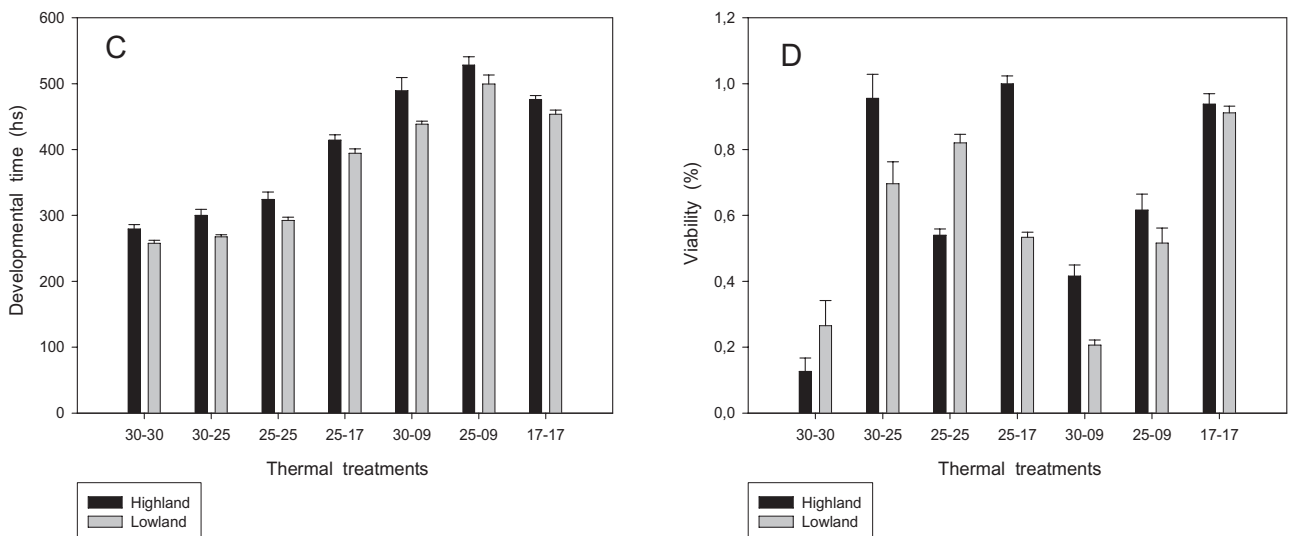 C
Developmental time (hs)
600
500
400
300
200
100
0
30-30 30-25 25-25 25-17 30-09 25-09 17-17
Thermal treatments
Highland
Lowland
D
Viability (%)
1,2
1,0
0,8
0,6
0,4
0,2
0,0
30-30 30-25 25-25 25-17 30-09 25-09 17-17
Thermal treatments
Highland
Lowland